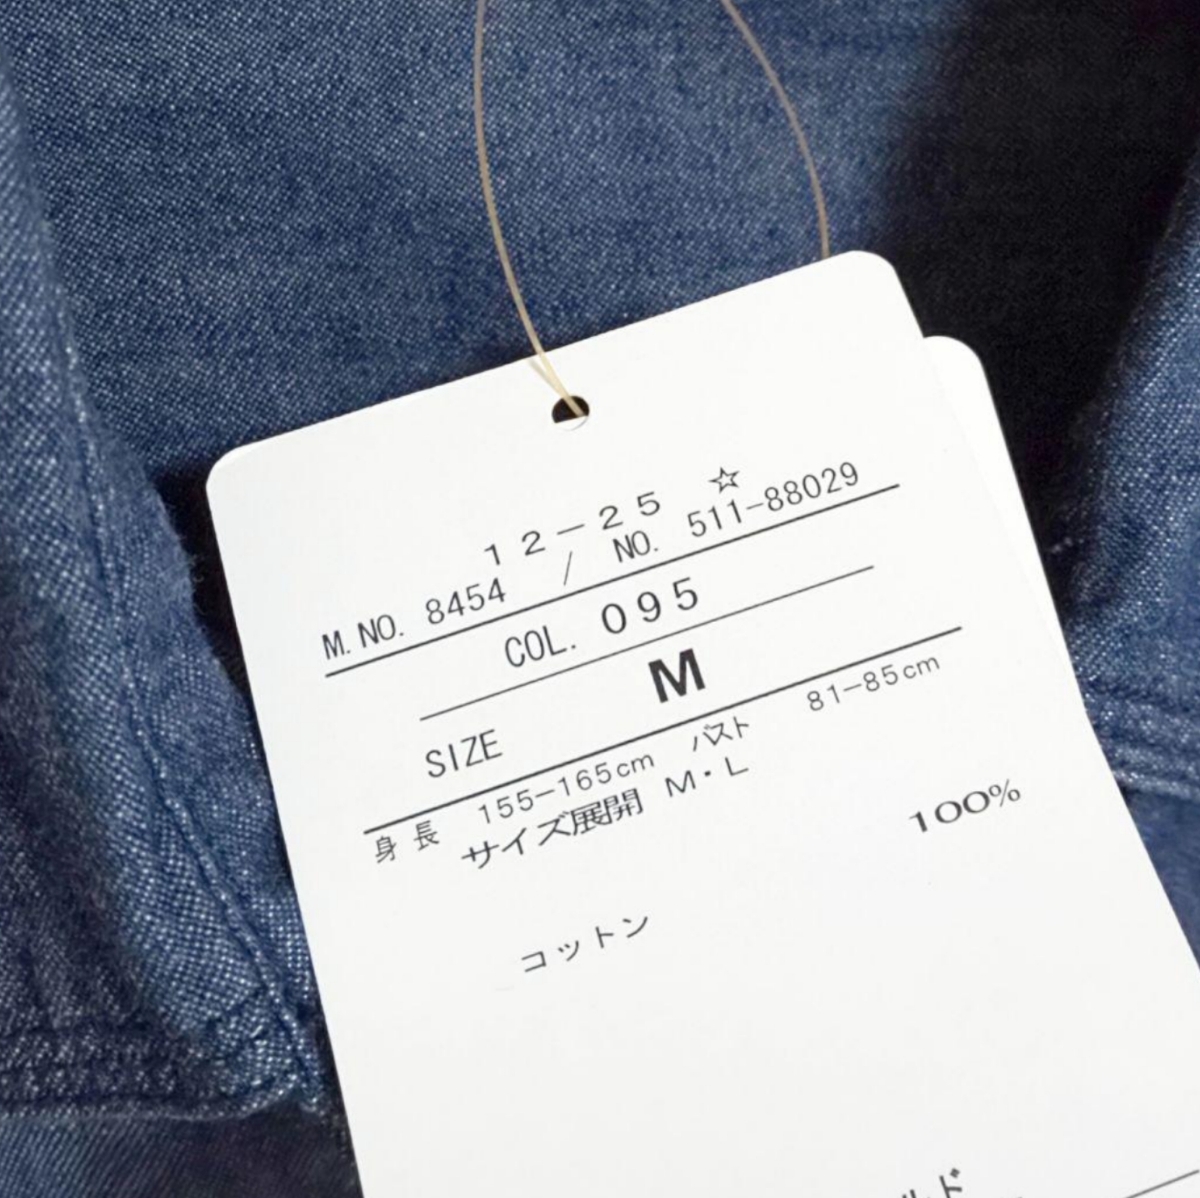 12-25 ☆
M. NO. 8454 / NO. 511-88029
COL. 095
SIZE M
身長 155-165cm バスト 81-85cm
サイズ展開 M・L
コットン 100%